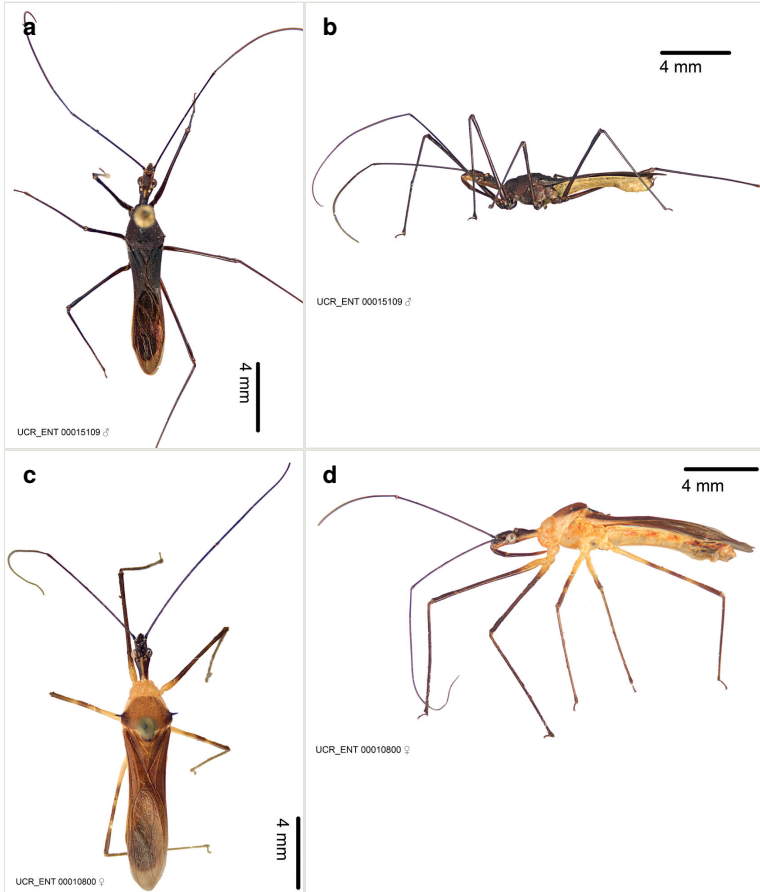 a
b
4 mm
UCR_ENT 00015109 ♂
4 mm
UCR_ENT 00015109 ♂
c
d
4 mm
4 mm
UCR_ENT 00010800 ♀
UCR_ENT 00010800 ♀